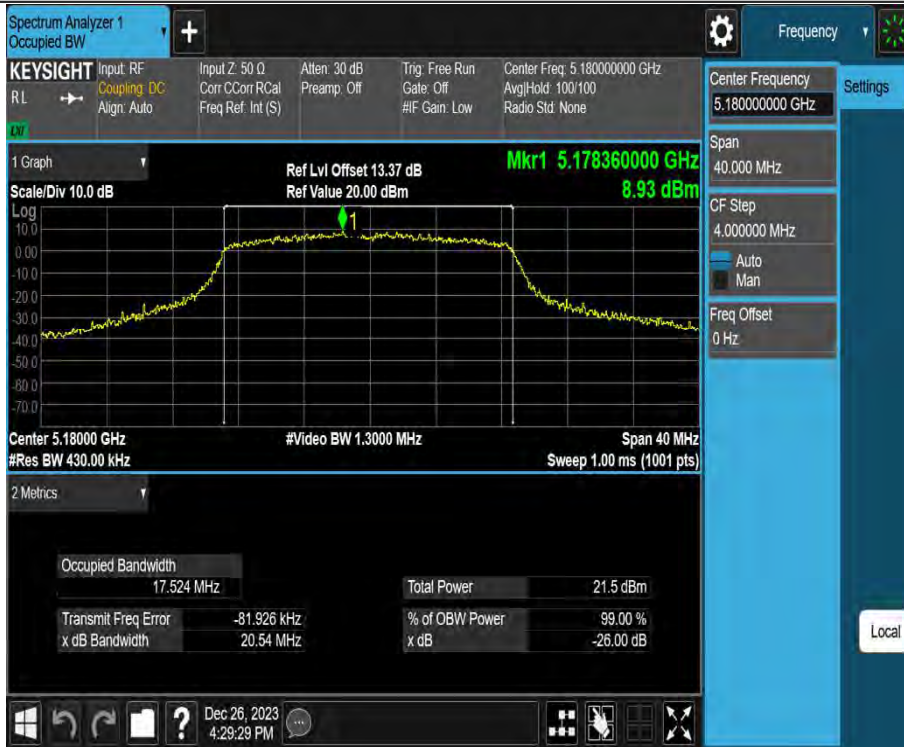 Spectrum Analyzer 1
Occupied BW
+
Frequency
KEYSIGHT
RL
Input: RF
Coupling: DC
Align: Auto
Input Z: 50 Ω
Corr CCorr RCal
Freq Ref: Int (S)
Atten: 30 dB
Preamp: Off
Trig: Free Run
Gate: Off
#IF Gain: Low
Center Freq: 5.180000000 GHz
Avg|Hold: 100/100
Radio Std: None
Center Frequency
5.180000000 GHz
Settings
Span
40.000 MHz
CF Step
4.000000 MHz
Auto
Man
Freq Offset
0 Hz
1 Graph
Scale/Div 10.0 dB
Ref Lvl Offset 13.37 dB
Ref Value 20.00 dBm
Mkr1 5.178360000 GHz
8.93 dBm
Log
10.0
0.00
-10.0
-20.0
-30.0
-40.0
-50.0
-60.0
-70.0
1
Center 5.18000 GHz
#Video BW 1.3000 MHz
Span 40 MHz
#Res BW 430.00 kHz
Sweep 1.00 ms (1001 pts)
2 Metrics
Occupied Bandwidth
17.524 MHz
Total Power 21.5 dBm
Transmit Freq Error -81.926 kHz
% of OBW Power 99.00 %
x dB Bandwidth 20.54 MHz
x dB -26.00 dB
Local
?
Dec 26, 2023
4:29:29 PM